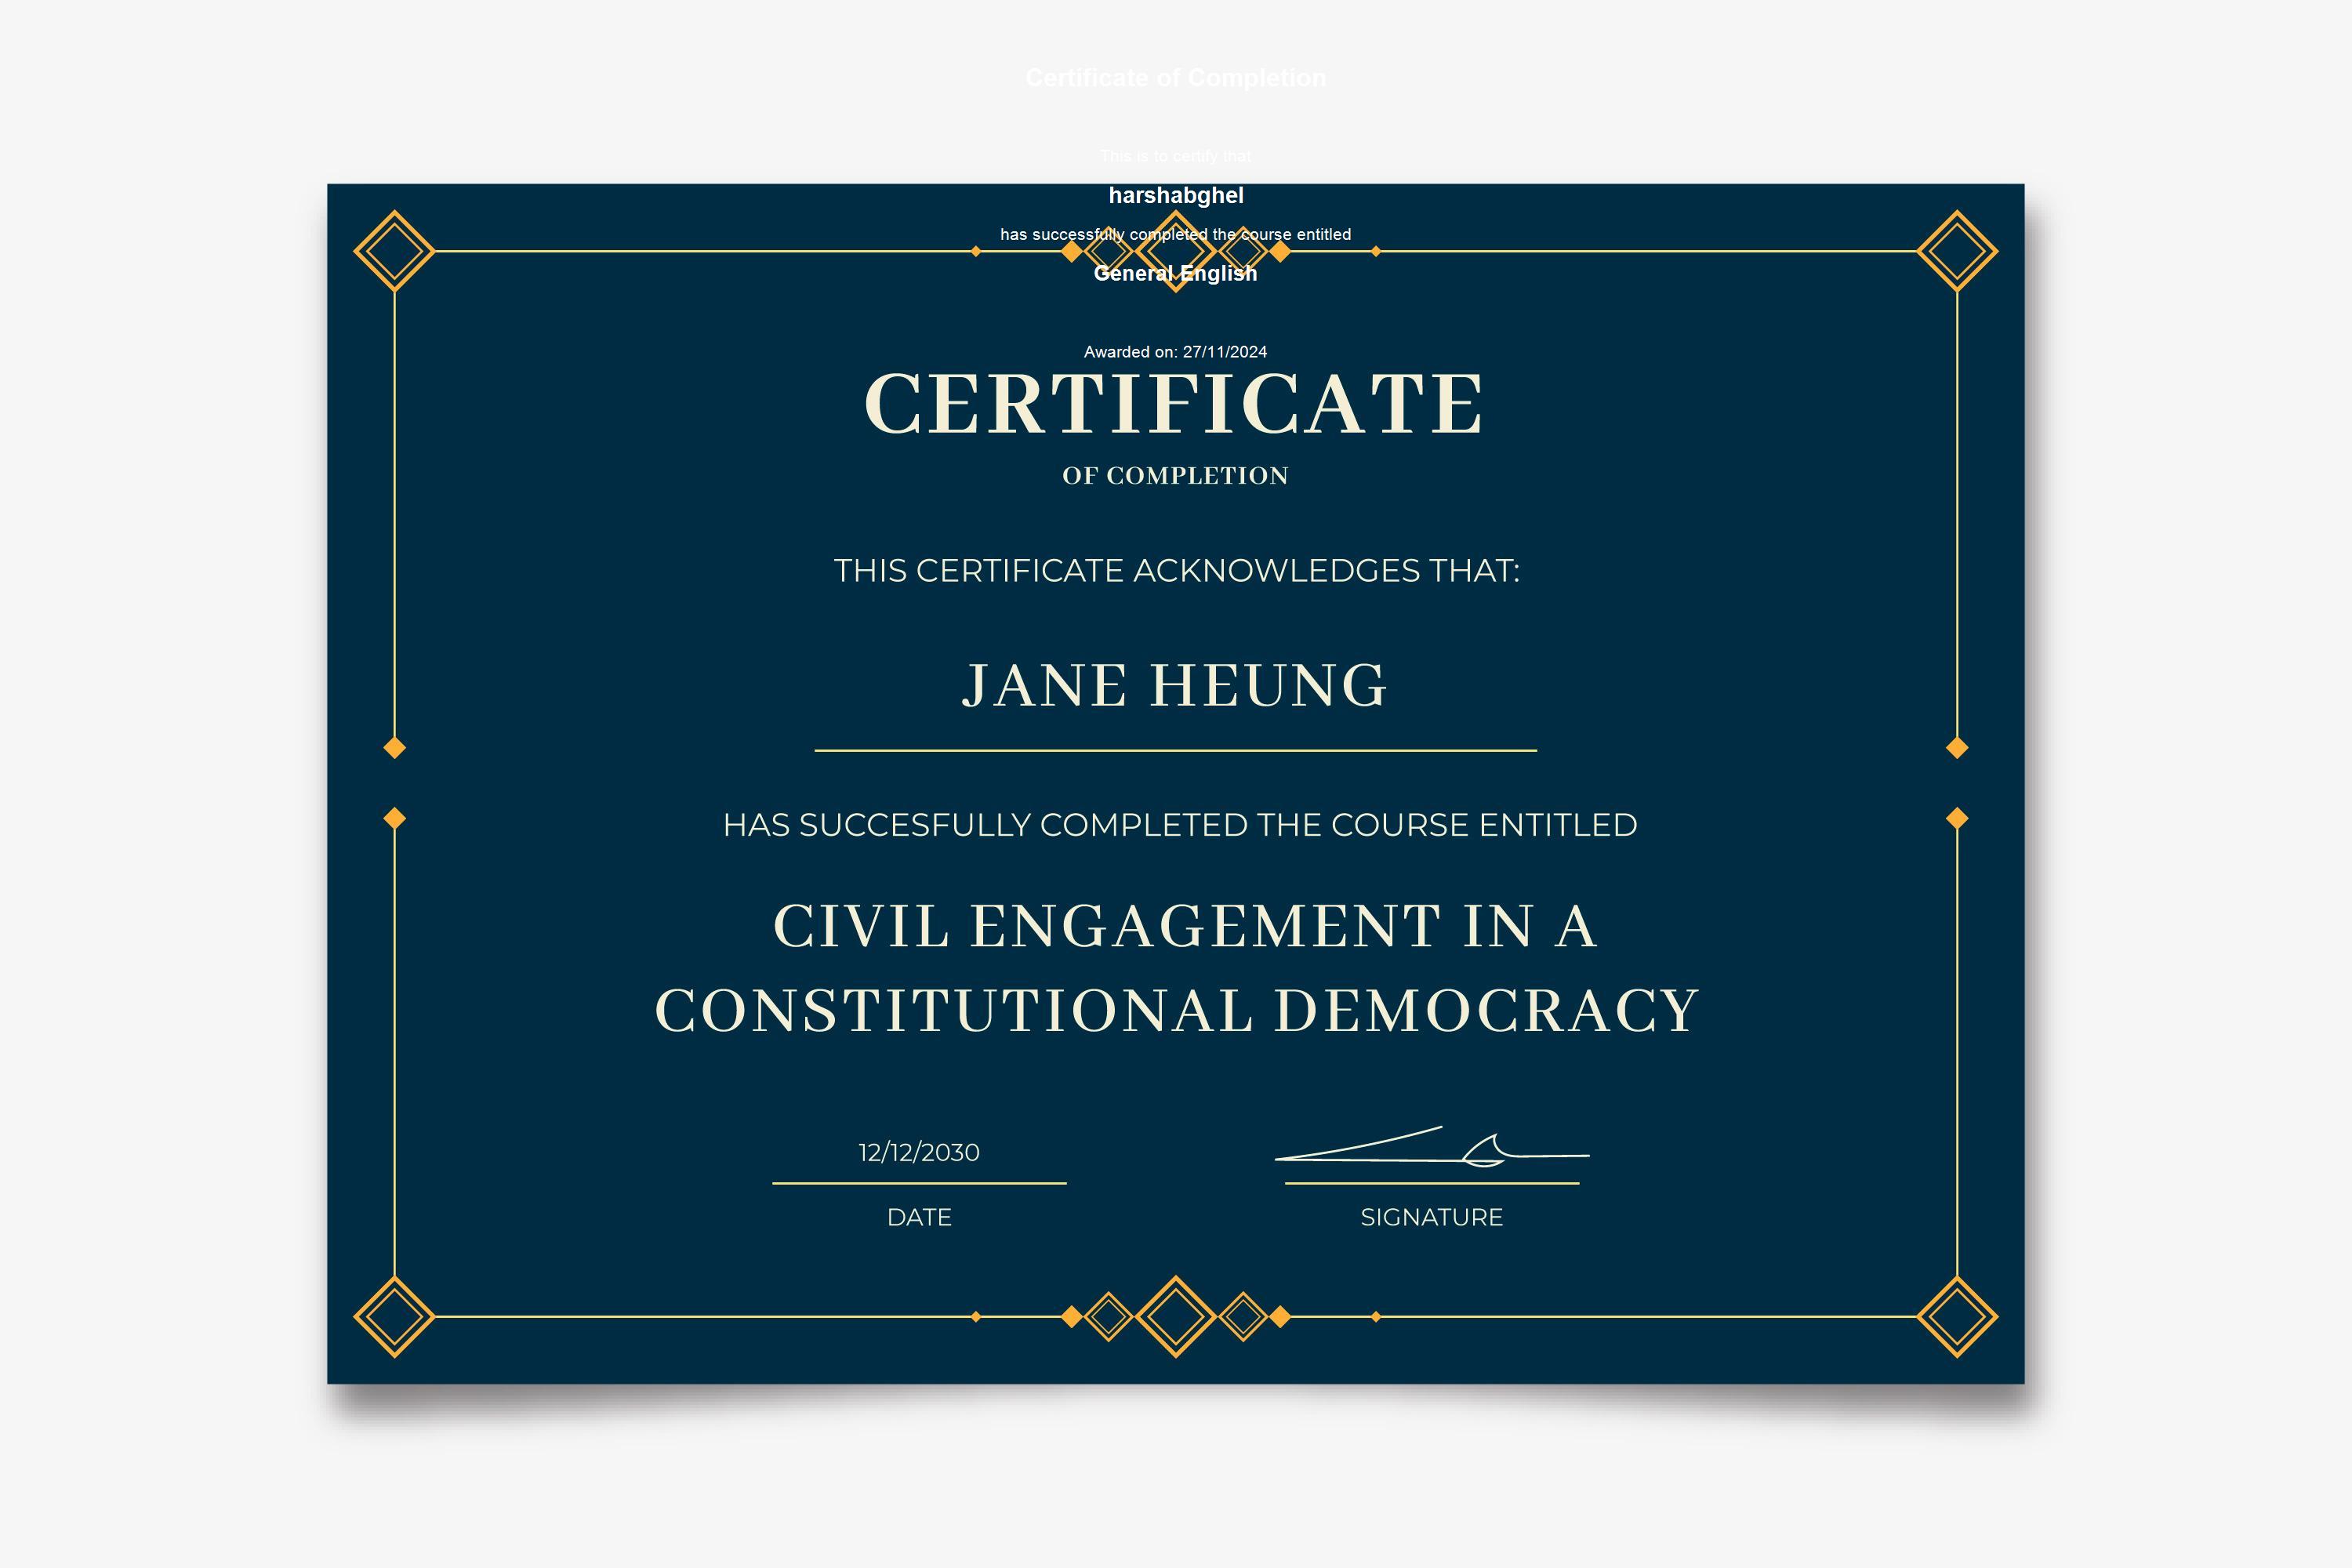 Certificate of Completion
This is to certify that
harshabghel
has successfully completed the course entitled
General English
Awarded on: 27/11/2024
CERTIFICATE
OF COMPLETION
THIS CERTIFICATE ACKNOWLEDGES THAT:
JANE HEUNG
HAS SUCCESFULLY COMPLETED THE COURSE ENTITLED
CIVIL ENGAGEMENT IN A
CONSTITUTIONAL DEMOCRACY
12/12/2030
DATE
SIGNATURE